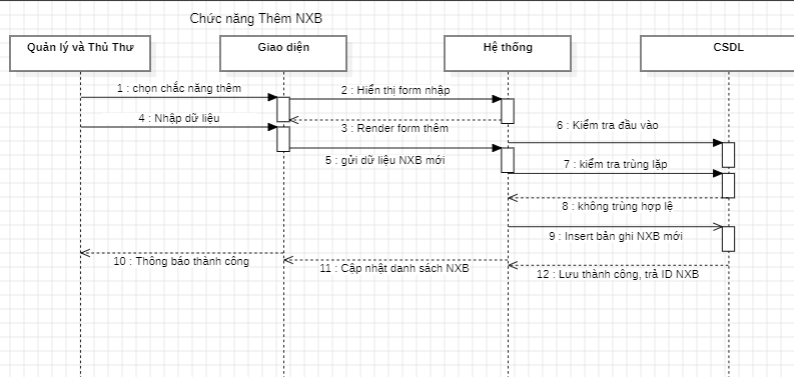 Chức năng Thêm NXB
Quản lý và Thủ Thư
Giao diện
Hệ thống
CSDL
1 : chọn chắc năng thêm
2 : Hiển thị form nhập
3 : Render form thêm
4 : Nhập dữ liệu
5 : gửi dữ liệu NXB mới
6 : Kiểm tra đầu vào
7 : kiểm tra trùng lặp
8 : không trùng hợp lệ
9 : Insert bản ghi NXB mới
10 : Thông báo thành công
11 : Cập nhật danh sách NXB
12 : Lưu thành công, trả ID NXB